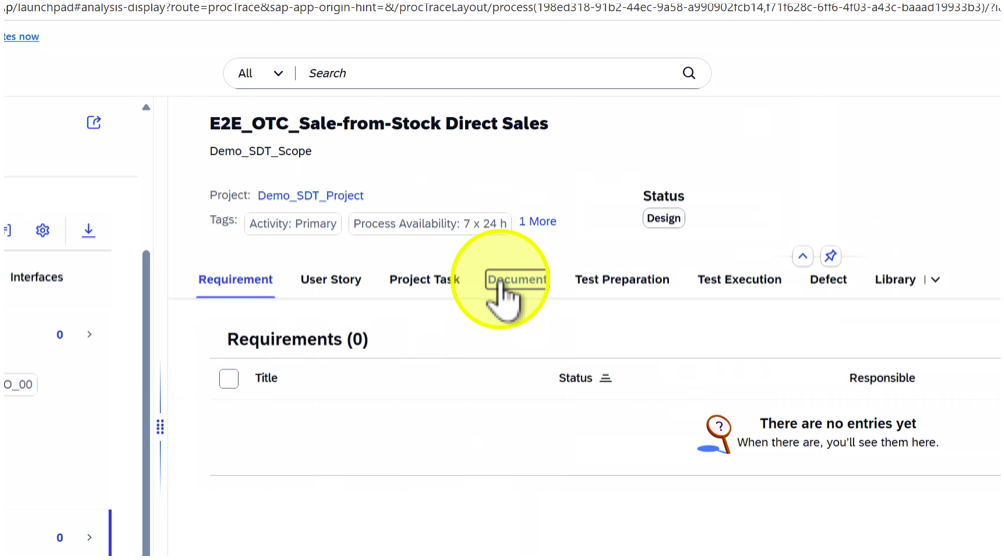 p/launchpad#analysis-display?route=procTrace&sap-app-origin-hint=&/procTraceLayout/process(198ed318-91b2-44ec-9a58-a990902fcb14,f71f628c-6ff6-4f03-a43c-baaad19933b3)/?i
tes now
All
Search
E2E_OTC_Sale-from-Stock Direct Sales
Demo_SDT_Scope
Project: Demo_SDT_Project
Status
Tags: Activity: Primary Process Availability: 7 x 24 h 1 More
Design
Interfaces
Requirement User Story Project Task Document Test Preparation Test Execution Defect Library
0
Requirements (0)
Title Status Responsible
O_00
There are no entries yet
When there are, you'll see them here.
0